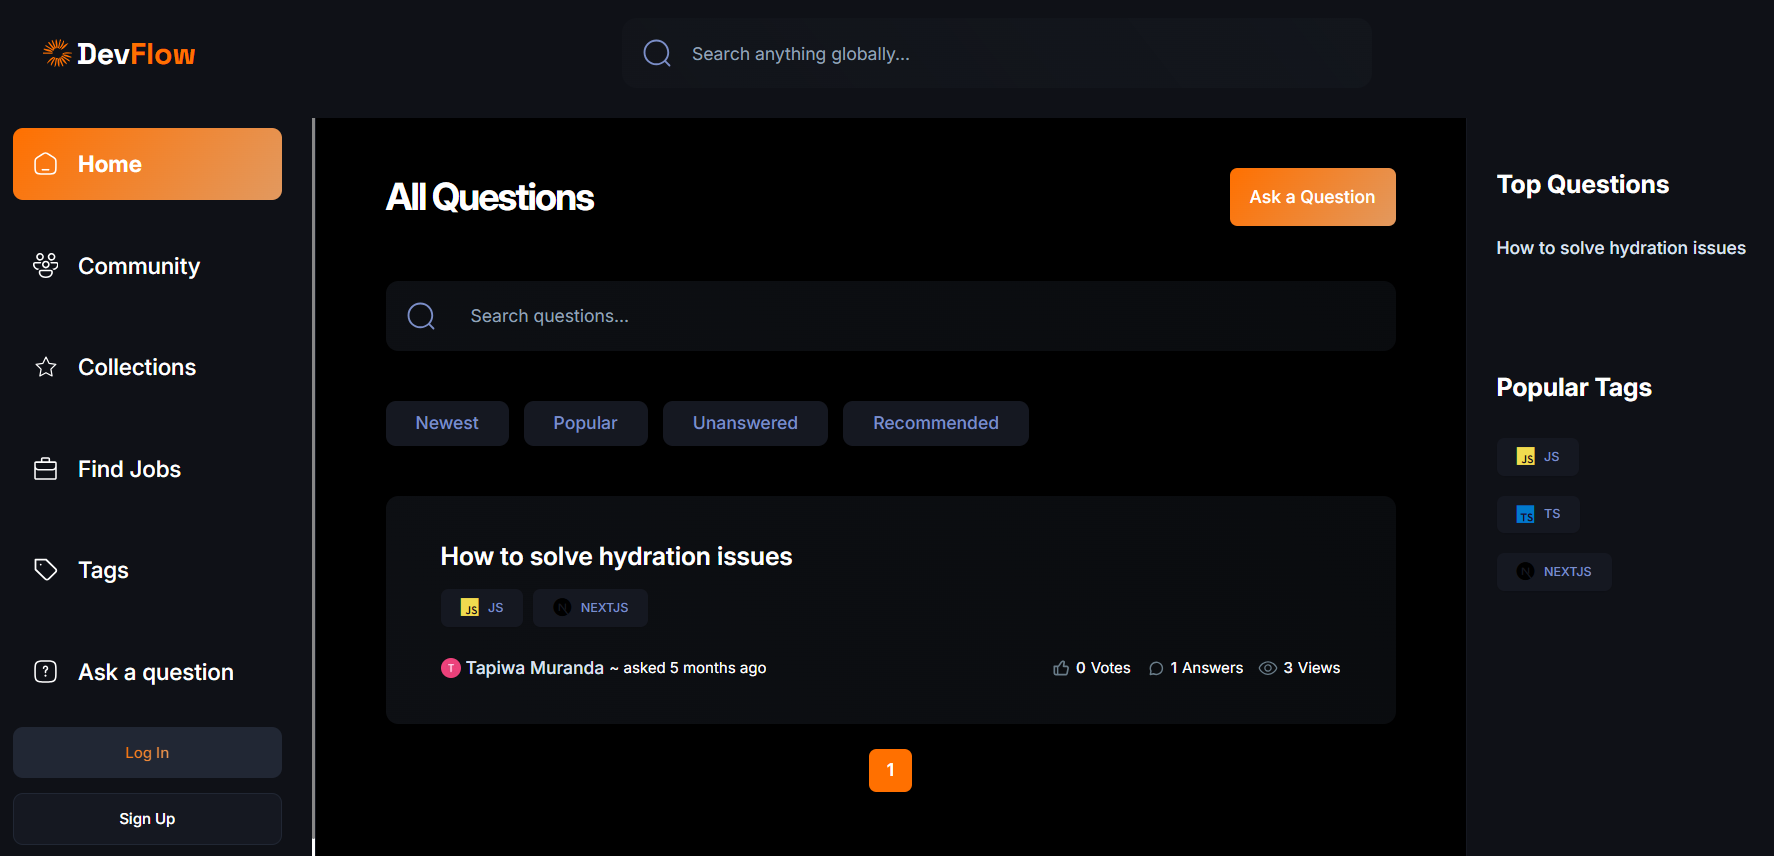 DevFlow
Search anything globally...
Home
Community
Collections
Find Jobs
Tags
Ask a question
Log In
Sign Up
All Questions
Ask a Question
Search questions...
Newest Popular Unanswered Recommended
How to solve hydration issues
JS JS N NEXTJS
T Tapiwa Muranda ~ asked 5 months ago 0 Votes 1 Answers 3 Views
1
Top Questions
How to solve hydration issues
Popular Tags
JS JS
TS TS
N NEXTJS